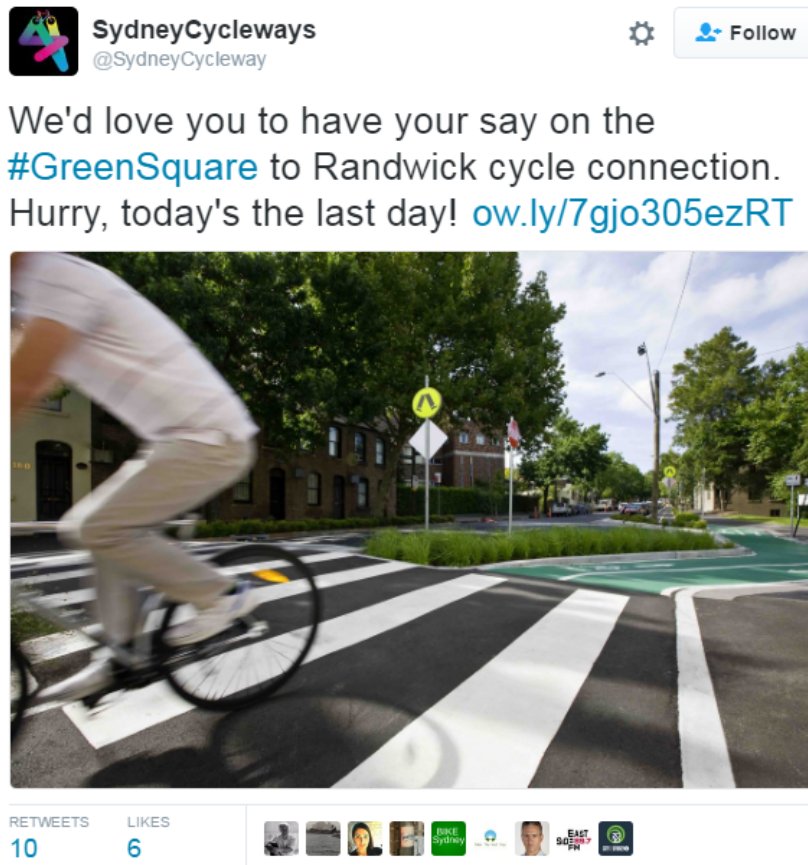 SydneyCycleways
@SydneyCycleway
Follow
We'd love you to have your say on the
#GreenSquare to Randwick cycle connection.
Hurry, today's the last day! ow.ly/7gjo305ezRT
RETWEETS
LIKES
10
6
BIKE
Sydney
EAST
FM